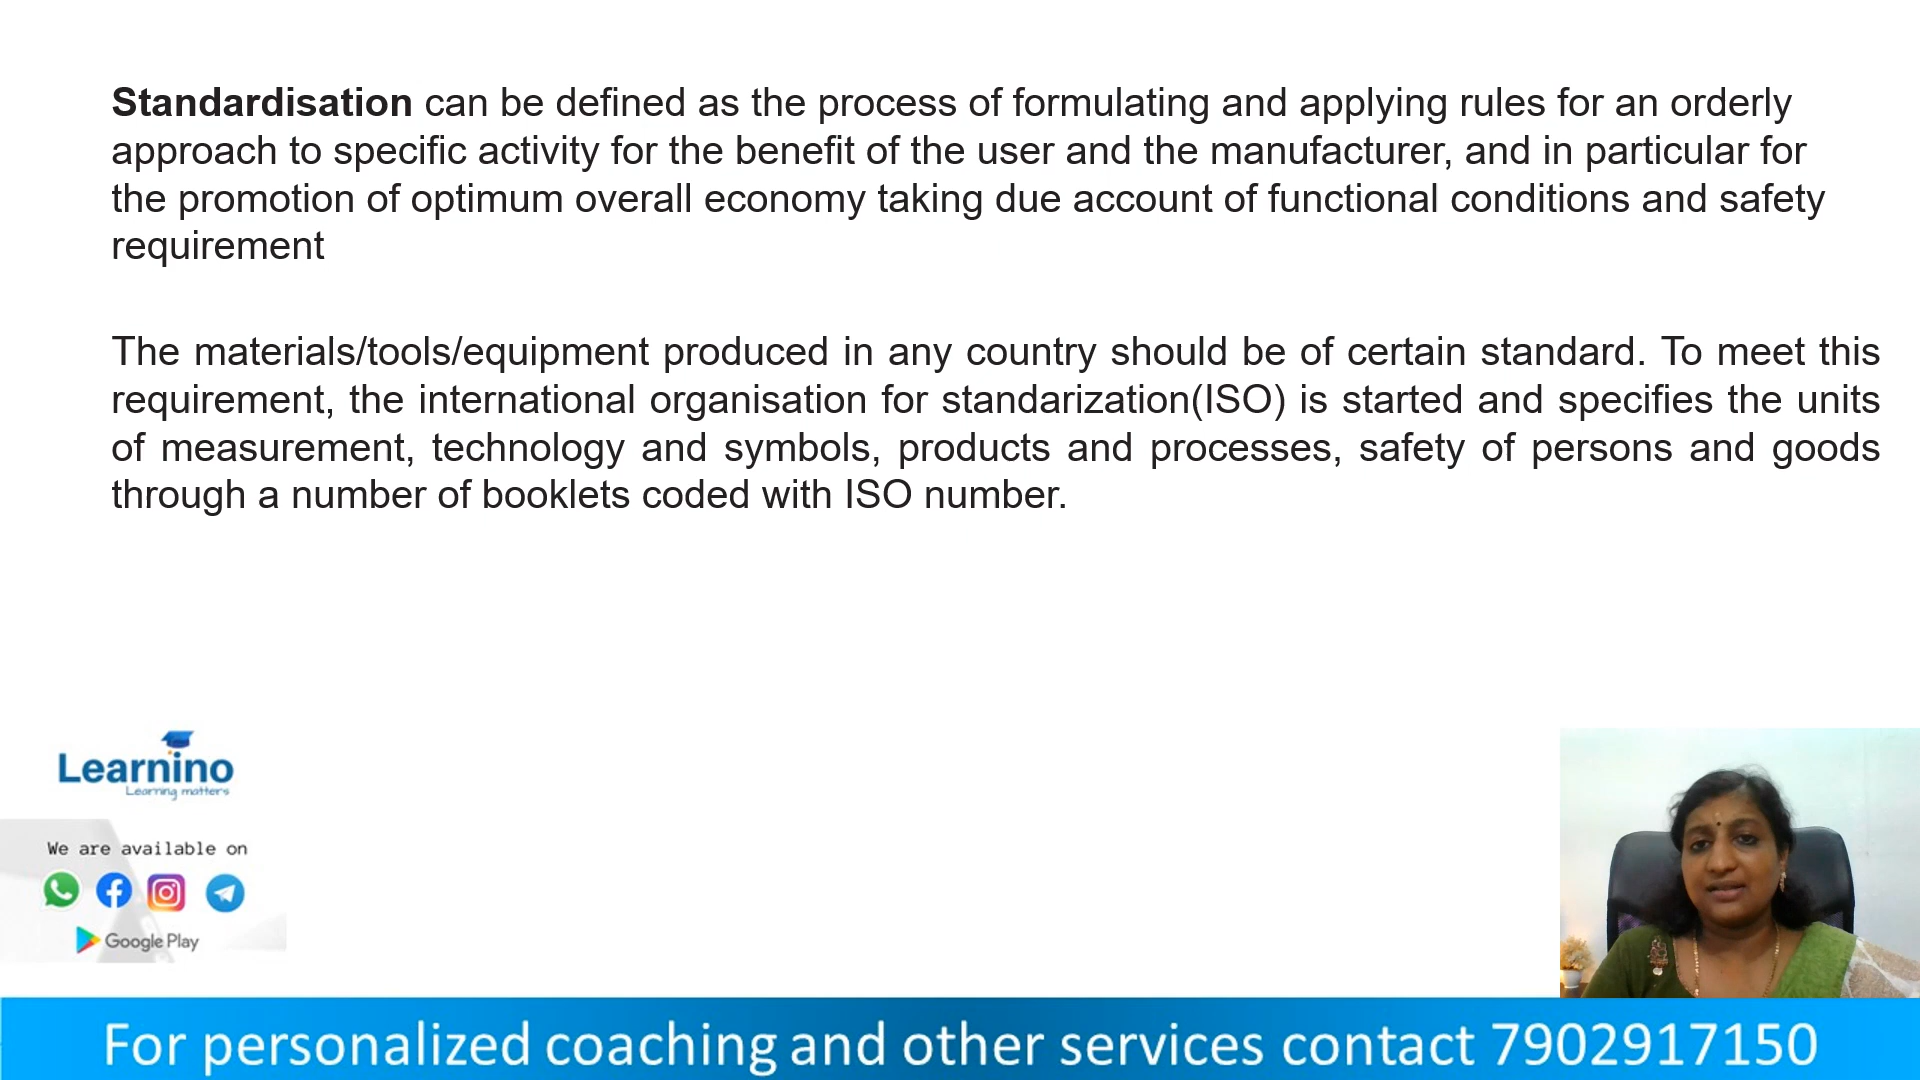 Standardisation can be defined as the process of formulating and applying rules for an orderly
approach to specific activity for the benefit of the user and the manufacturer, and in particular for
the promotion of optimum overall economy taking due account of functional conditions and safety
requirement
The materials/tools/equipment produced in any country should be of certain standard. To meet this
requirement, the international organisation for standarization(ISO) is started and specifies the units
of measurement, technology and symbols, products and processes, safety of persons and goods
through a number of booklets coded with ISO number.
Learnino
Learning matters
We are available on
Google Play
For personalized coaching and other services contact 7902917150